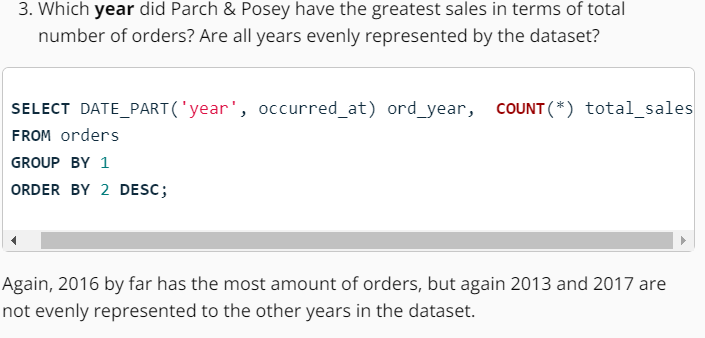 3. Which year did Parch & Posey have the greatest sales in terms of total
number of orders? Are all years evenly represented by the dataset?
SELECT DATE_PART('year', occurred_at) ord_year,  COUNT(*) total_sales
FROM orders
GROUP BY 1
ORDER BY 2 DESC;
Again, 2016 by far has the most amount of orders, but again 2013 and 2017 are
not evenly represented to the other years in the dataset.